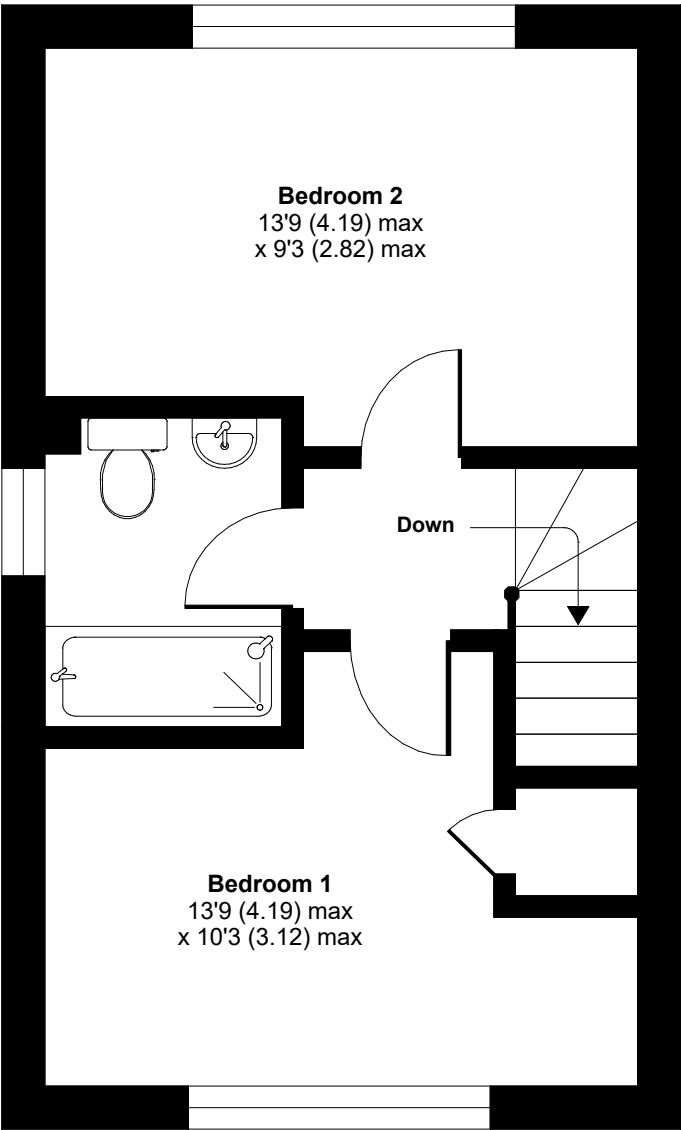 Bedroom 2
13'9 (4.19) max
x 9'3 (2.82) max
Down
Bedroom 1
13'9 (4.19) max
x 10'3 (3.12) max